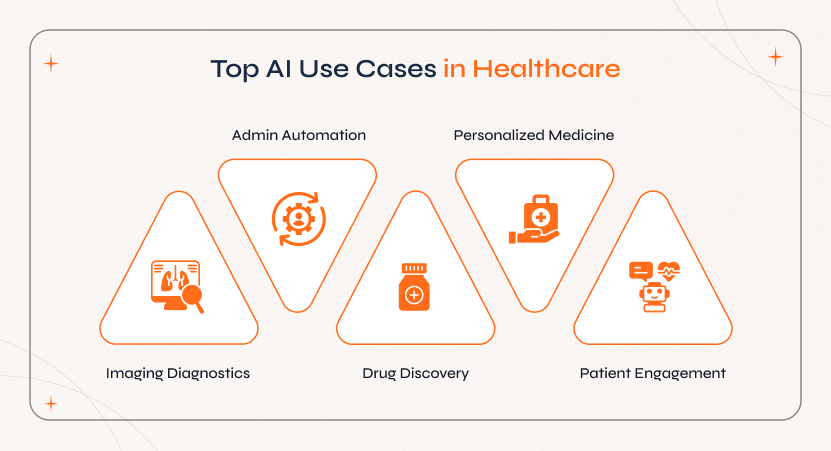 Top AI Use Cases in Healthcare
Admin Automation
Personalized Medicine
Imaging Diagnostics
Drug Discovery
Patient Engagement